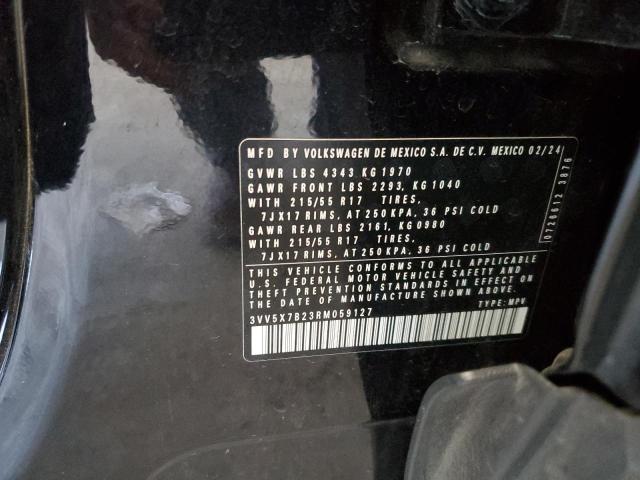 MFD BY VOLKSWAGEN DE MEXICO S.A. DE C.V. MEXICO 02/24
GVWR LBS 4343 KG 1970
GAWR FRONT LBS 2293, KG 1040
WITH 215/55 R17 TIRES,
7JX17 RIMS, AT 250 KPA, 36 PSI COLD
GAWR REAR LBS 2161, KG 0980
WITH 215/55 R17 TIRES,
7JX17 RIMS, AT 250 KPA, 36 PSI COLD
THIS VEHICLE CONFORMS TO ALL APPLICABLE
U.S. FEDERAL MOTOR VEHICLE SAFETY AND
THEFT PREVENTION STANDARDS IN EFFECT ON
THE DATE OF MANUFACTURE SHOWN ABOVE.
3VV5X7B23RM059127 TYPE: MPV